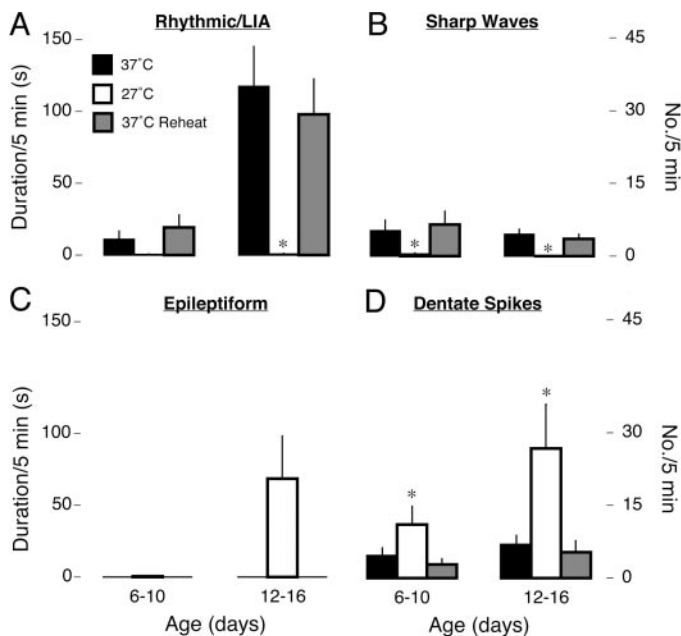 A Rhythmic/LIA B Sharp Waves
150 45
37°C
27°C
37°C Reheat
Duration/5 min (s)
100 30
50 15
0 0
No./5 min
*
*
*
C Epileptiform D Dentate Spikes
150 45
Duration/5 min (s)
100 30
50 15
0 0
No./5 min
*
*
6-10 12-16 6-10 12-16
Age (days) Age (days)